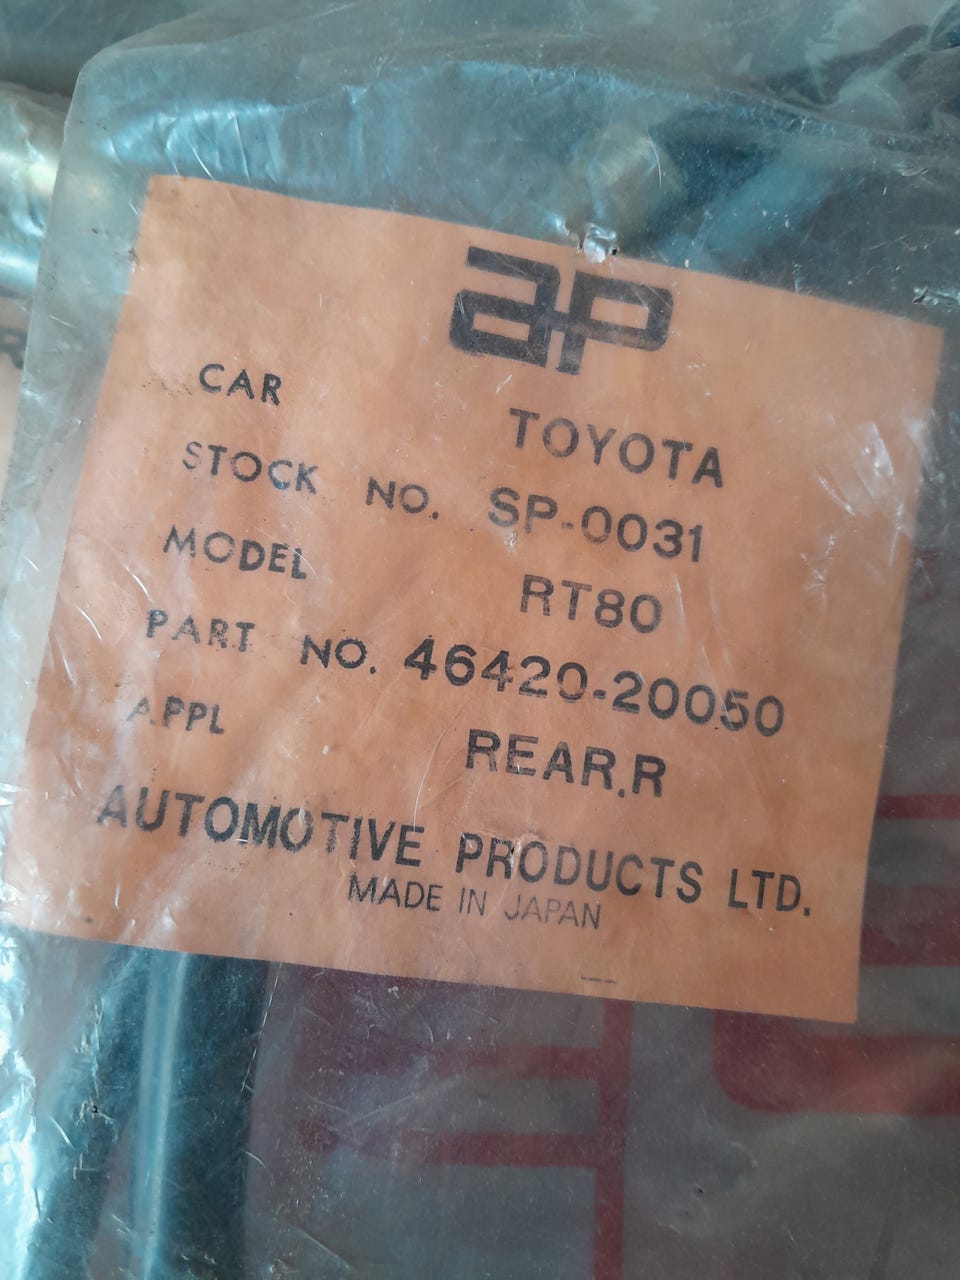 ap
CAR TOYOTA
STOCK NO. SP-0031
MODEL RT80
PART NO. 46420-20050
APPL REAR.R
AUTOMOTIVE PRODUCTS LTD.
MADE IN JAPAN